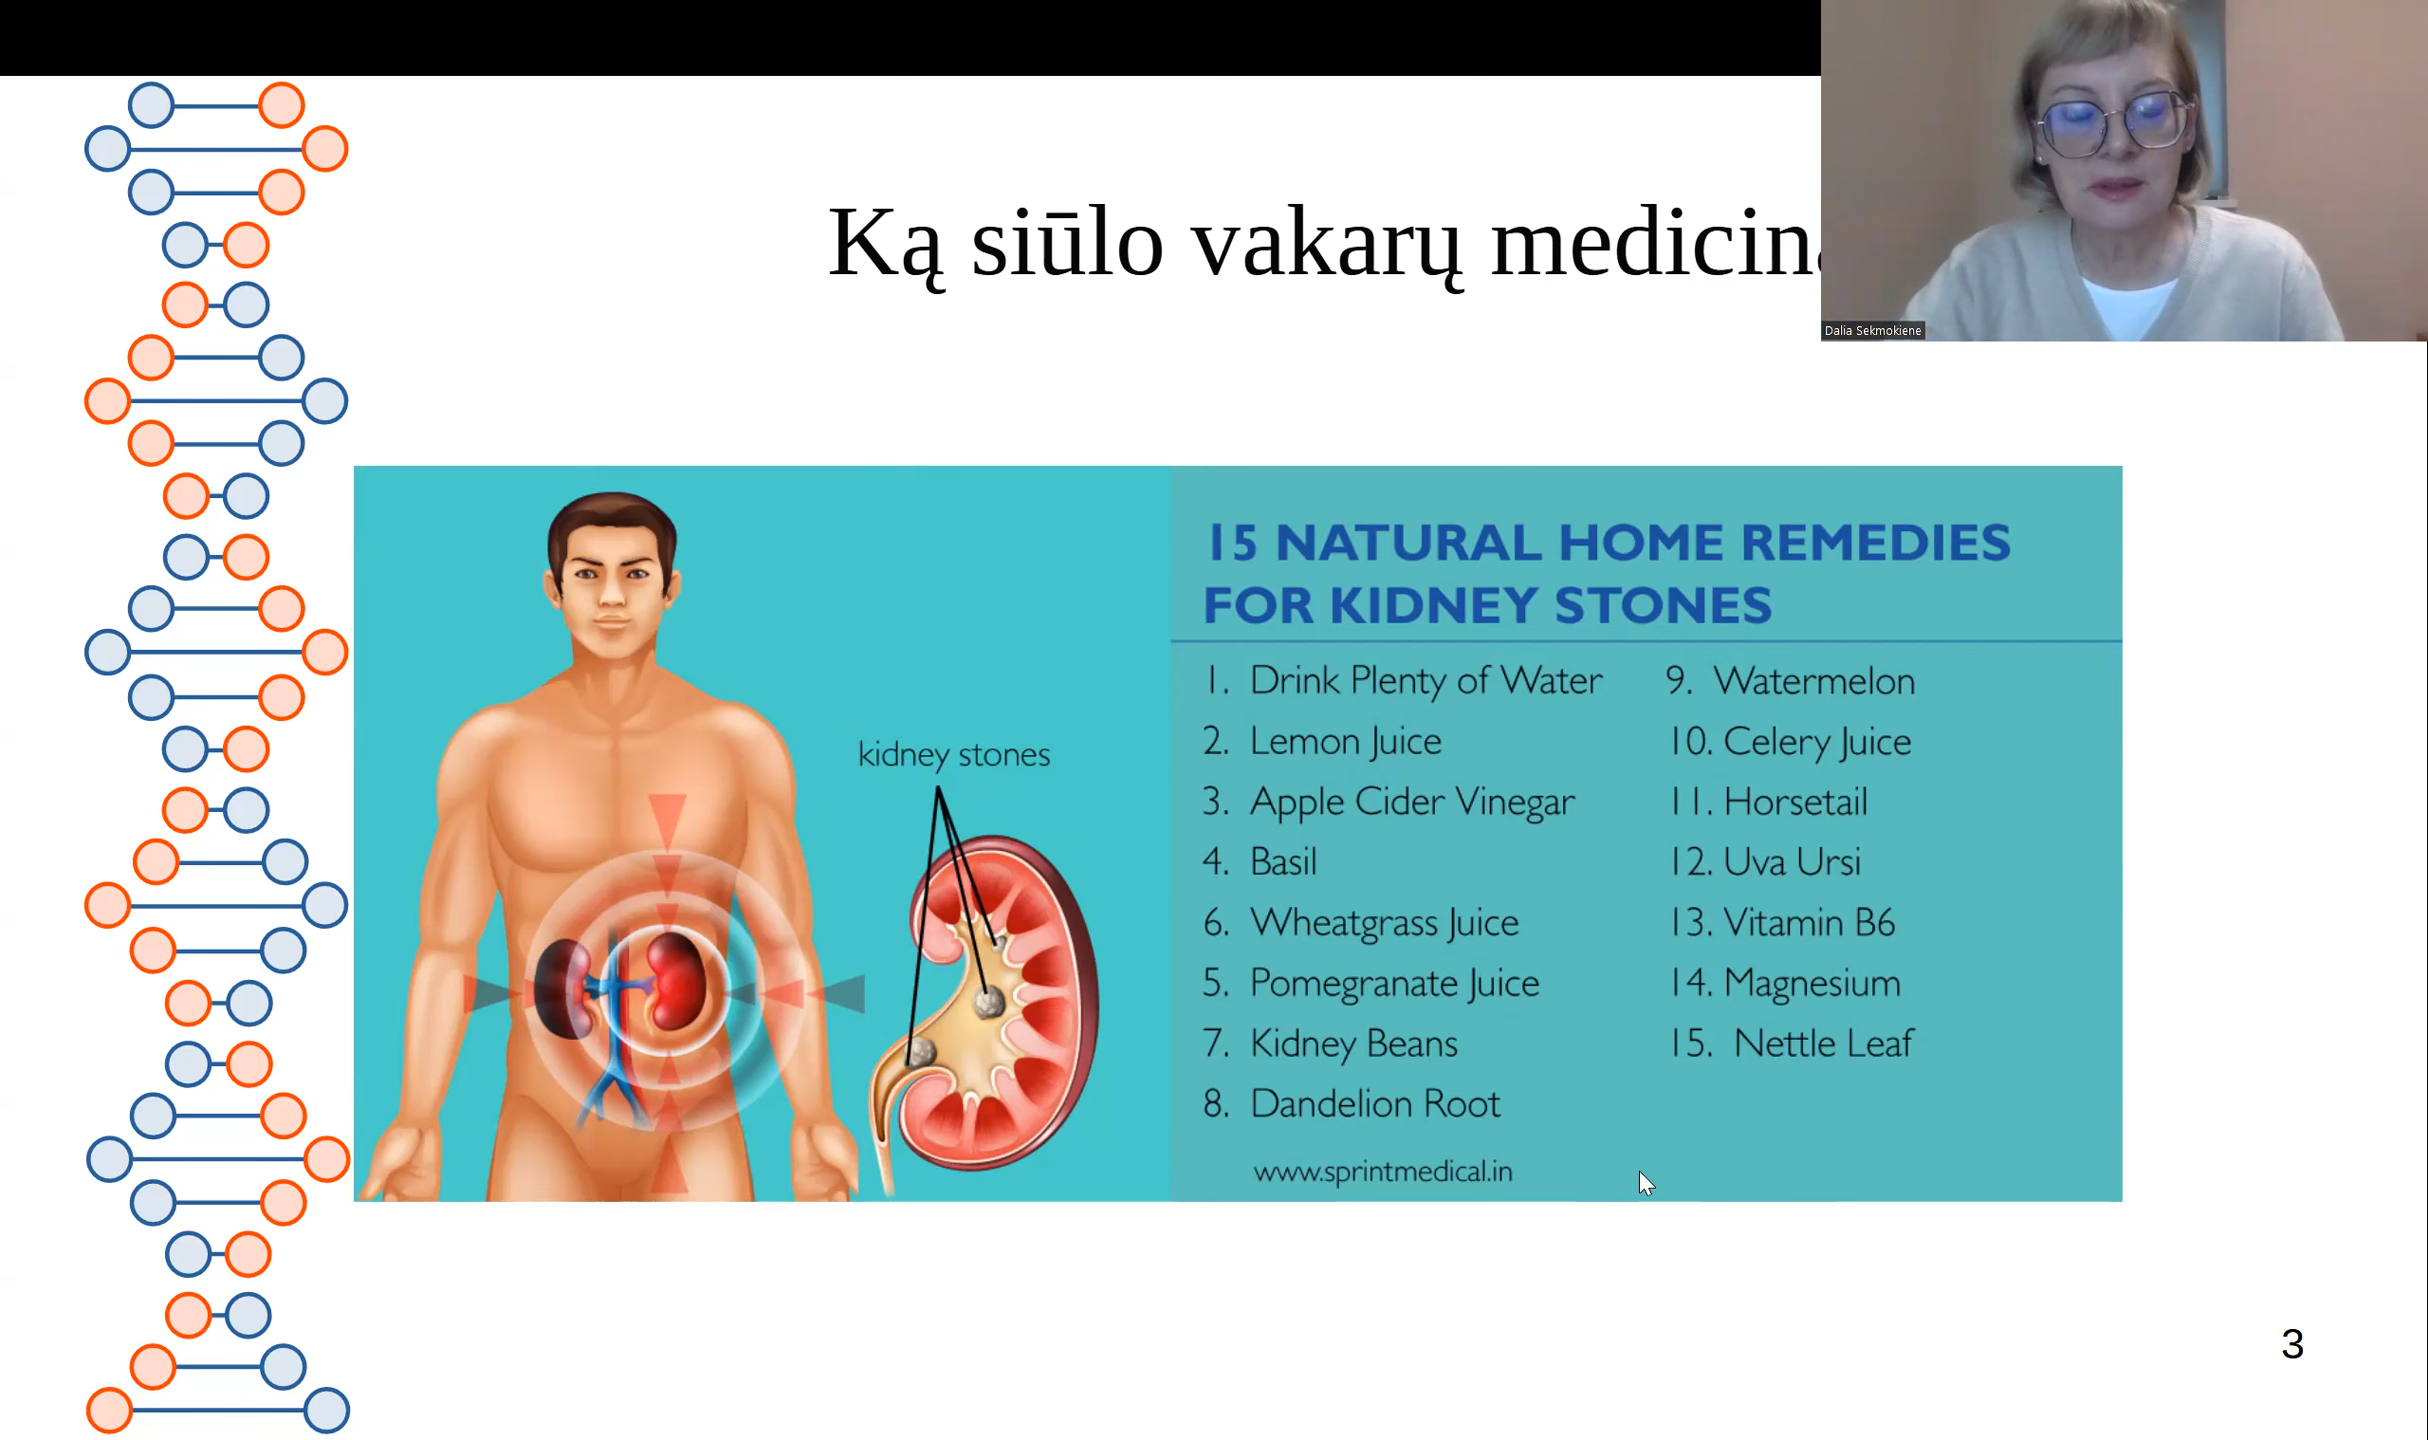 Ką siūlo vakarų medicin
Dalia Sekmokiene
kidney stones
15 NATURAL HOME REMEDIES
FOR KIDNEY STONES
1. Drink Plenty of Water
2. Lemon Juice
3. Apple Cider Vinegar
4. Basil
6. Wheatgrass Juice
5. Pomegranate Juice
7. Kidney Beans
8. Dandelion Root
9. Watermelon
10. Celery Juice
11. Horsetail
12. Uva Ursi
13. Vitamin B6
14. Magnesium
15. Nettle Leaf
www.sprintmedical.in
3